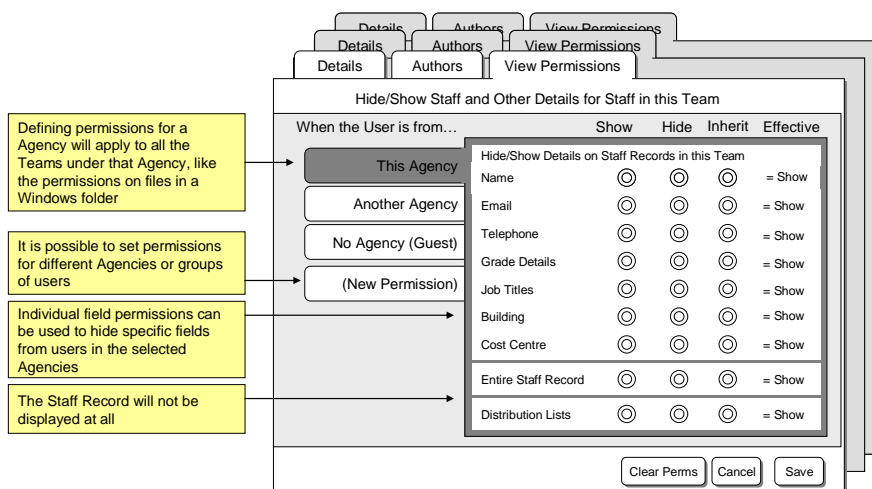 Details Authors View Permissions
Details Authors View Permissions
Details Authors View Permissions
Hide/Show Staff and Other Details for Staff in this Team
When the User is from… Show Hide Inherit Effective
This Agency
Another Agency
No Agency (Guest)
(New Permission)
Hide/Show Details on Staff Records in this Team
Name = Show
Email = Show
Telephone = Show
Grade Details = Show
Job Titles = Show
Building = Show
Cost Centre = Show
Entire Staff Record = Show
Distribution Lists = Show
Clear Perms Cancel Save
Defining permissions for a
Agency will apply to all the
Teams under that Agency, like
the permissions on files in a
Windows folder
It is possible to set permissions
for different Agencies or groups
of users
Individual field permissions can
be used to hide specific fields
from users in the selected
Agencies
The Staff Record will not be
displayed at all